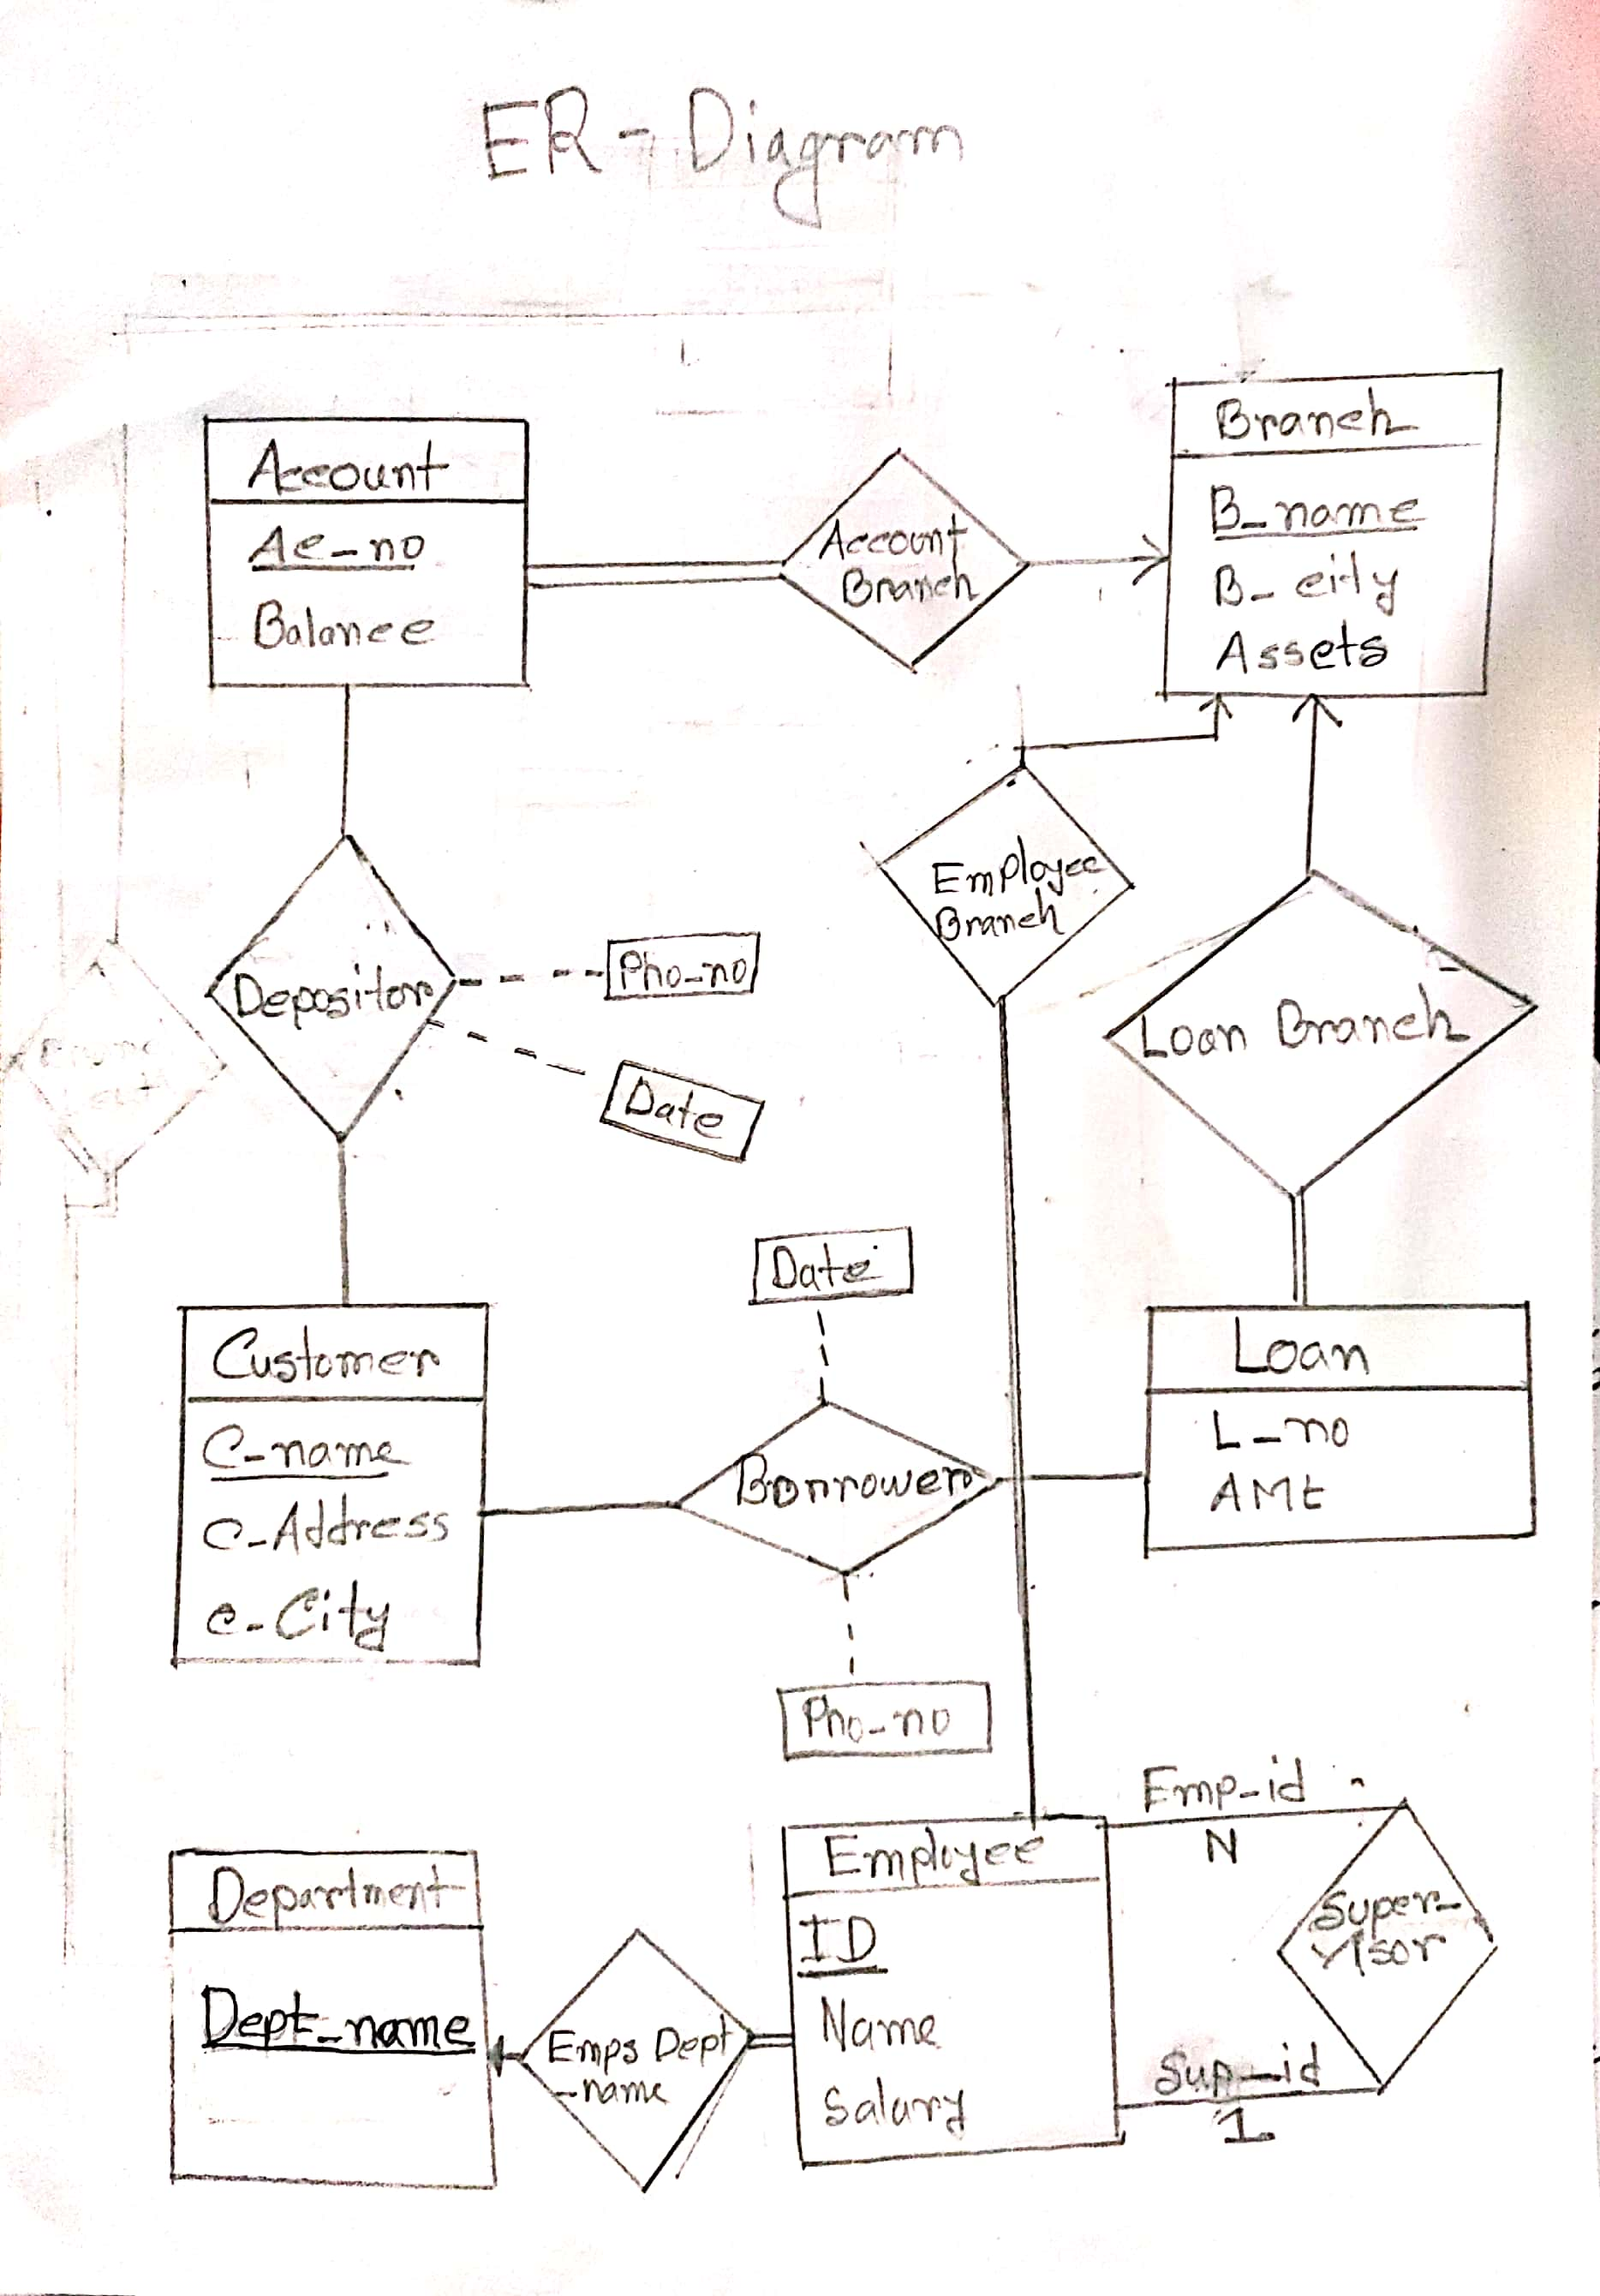 ER-Diagram
Account
Ac_no
Balance
Account
Branch
Branch
B_name
B_city
Assets
Employee
Branch
Depositor
Pho_no
Date
Loan Branch
Date
Customer
C_name
C_Address
C_City
Borrower
Loan
L_no
AMt
Pho_no
Emp_id
N
Department
Dept_name
Emps Dept
_name
Employee
ID
Name
Salary
Super-
visor
Sup_id
1